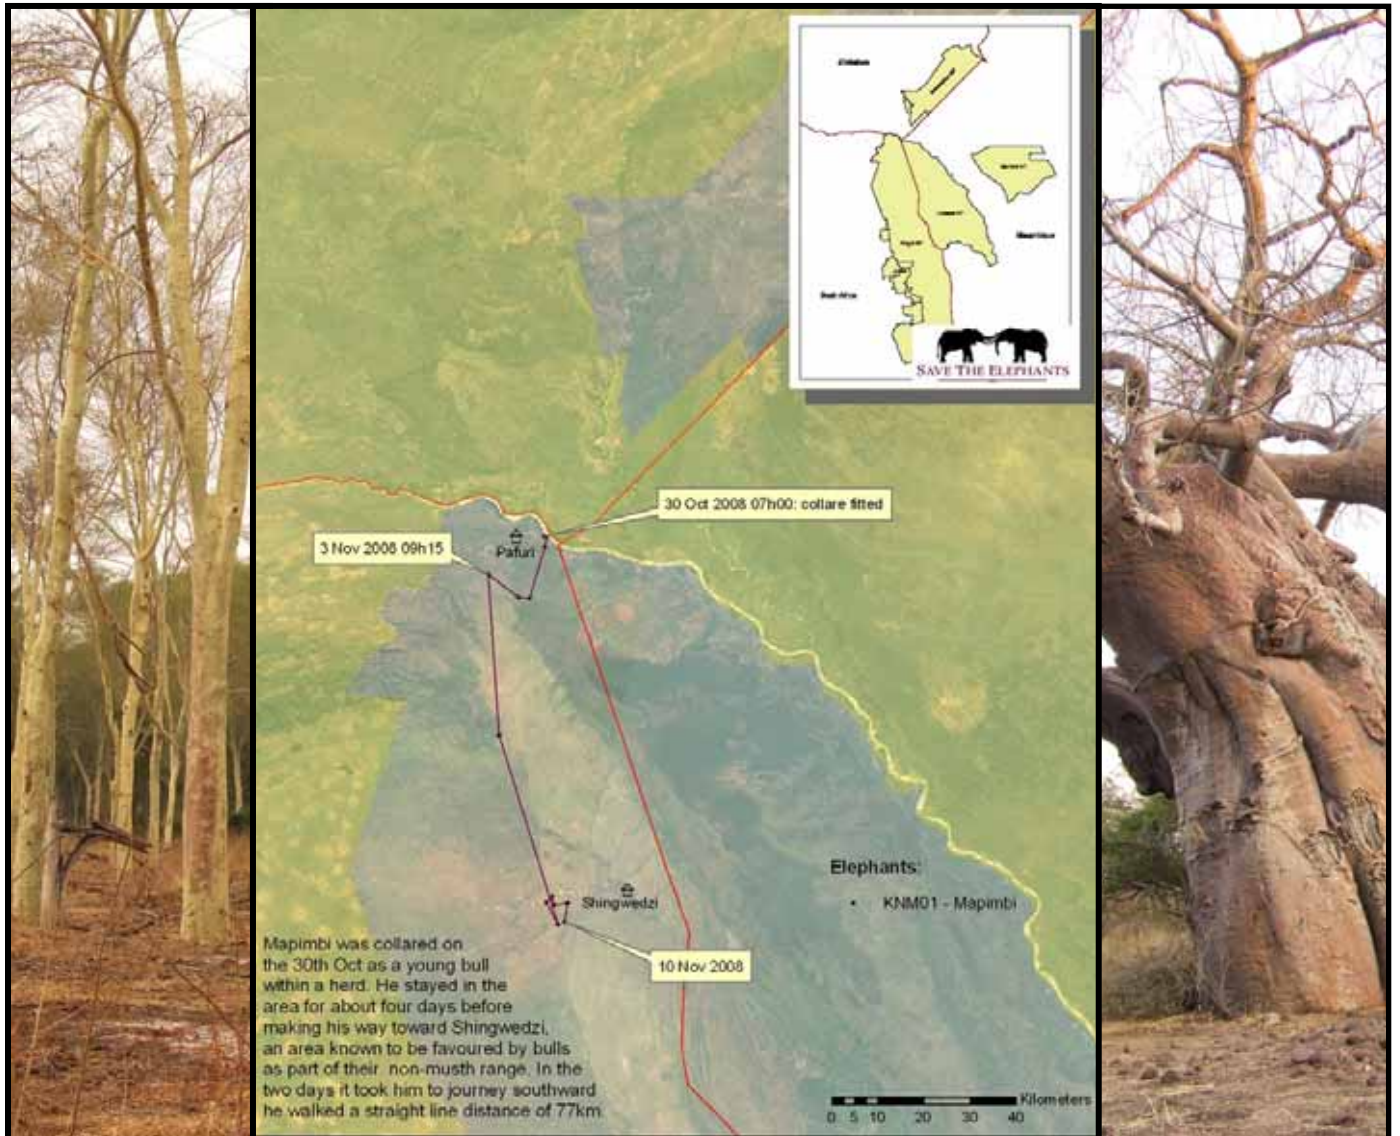 SAVE THE ELEPHANTS
30 Oct 2008 07h00: collare fitted
3 Nov 2008 09h15
Pafuri
Elephants:
KNM01 - Mapimbi
Shingwedzi
10 Nov 2008
Mapimbi was collared on
the 30th Oct as a young bull
within a herd. He stayed in the
area for about four days before
making his way toward Shingwedzi,
an area known to be favoured by bulls
as part of their non-musth range. In the
two days it took him to journey southward
he walked a straight line distance of 77km.
Kilometers
0 5 10 20 30 40